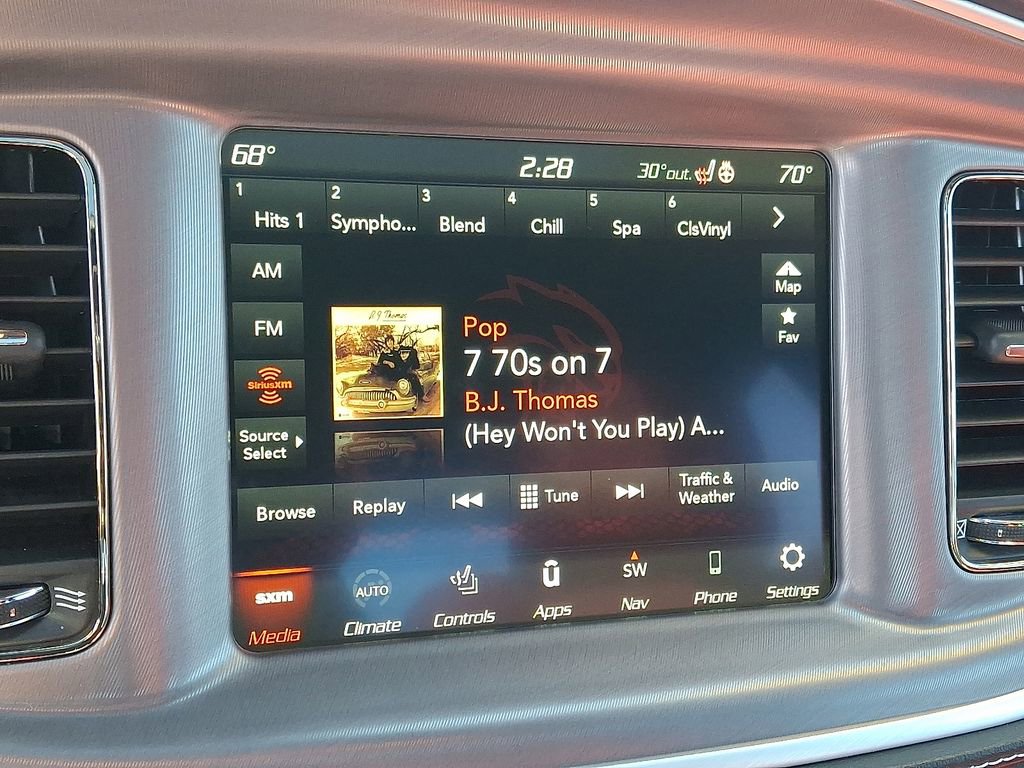 68° 2:28 30°out. 70°
1 2 3 4 5 6
Hits 1 Sympho... Blend Chill Spa ClsVinyl
AM
Map
FM
Fav
SiriusXM
Source
Select
B.J. Thomas
Pop
7 70s on 7
B.J. Thomas
(Hey Won't You Play) A...
Browse Replay Tune Traffic &
Weather Audio
sxm AUTO û SW
Media Climate Controls Apps Nav Phone Settings